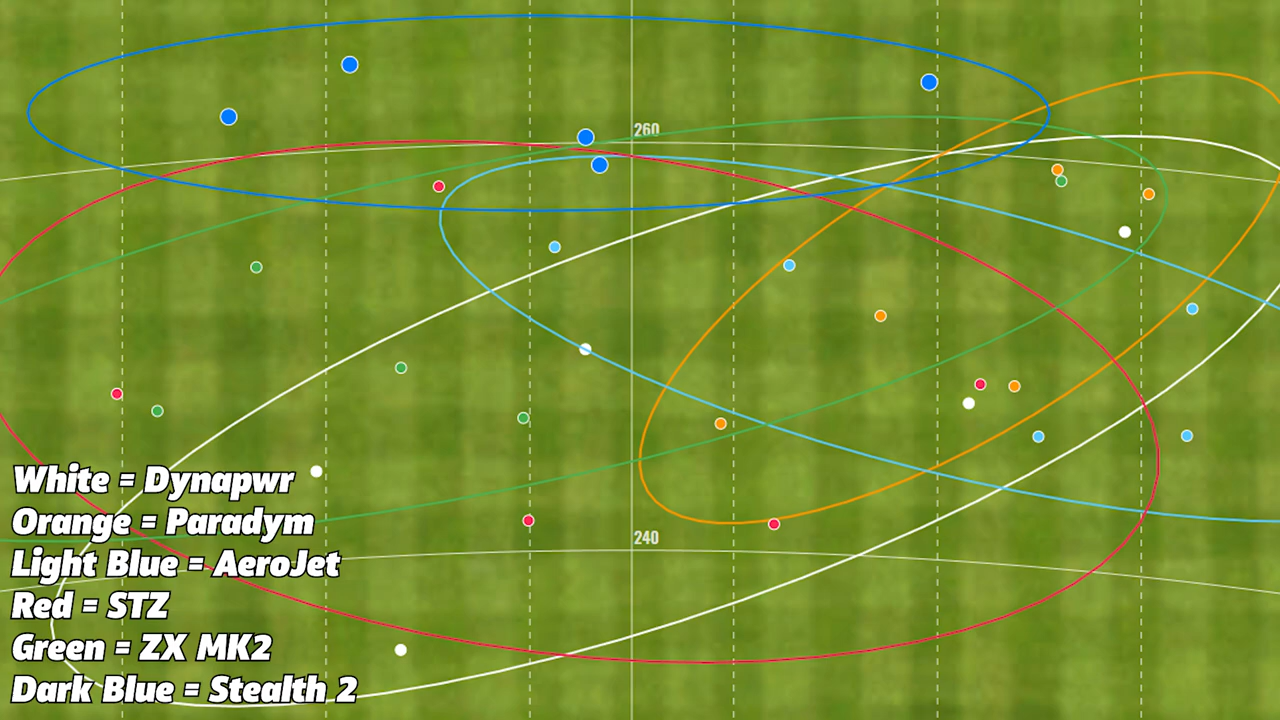 260
240
White = Dynapwr
Orange = Paradym
Light Blue = AeroJet
Red = STZ
Green = ZX MK2
Dark Blue = Stealth 2